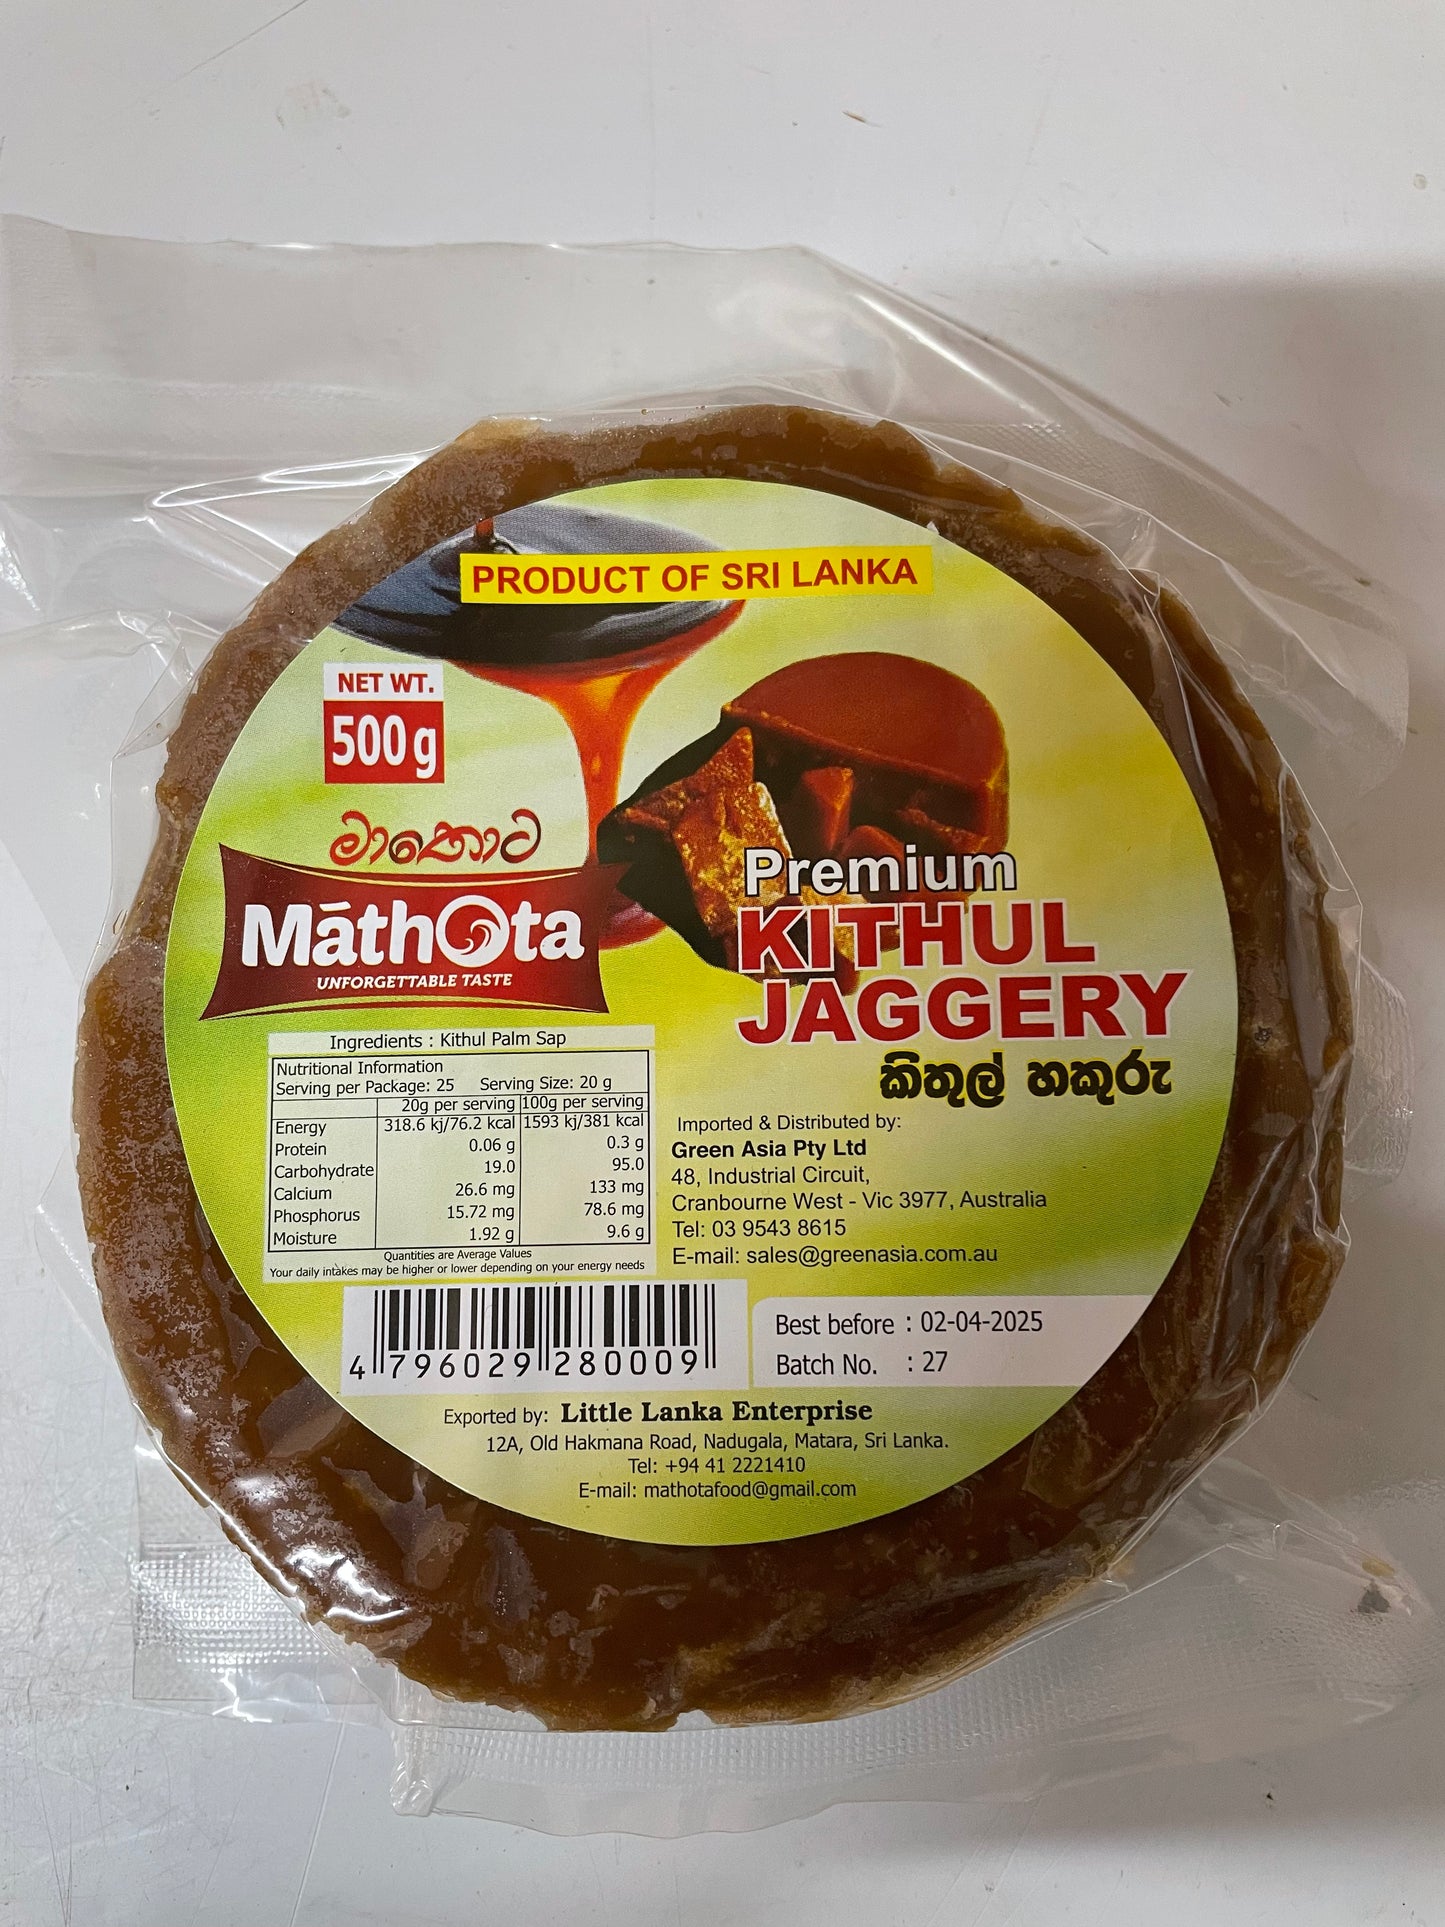 PRODUCT OF SRI LANKA
NET WT.
500g
මාතොට
MāthOta
UNFORGETTABLE TASTE
Premium
KITHUL
JAGGERY
කිතුල් හකුරු
Ingredients : Kithul Palm Sap
Nutritional Information
Serving per Package: 25 Serving Size: 20 g
20g per serving 100g per serving
Energy 318.6 kj/76.2 kcal 1593 kj/381 kcal
Protein 0.06 g 0.3 g
Carbohydrate 19.0 95.0
Calcium 26.6 mg 133 mg
Phosphorus 15.72 mg 78.6 mg
Moisture 1.92 g 9.6 g
Quantities are Average Values
Your daily intakes may be higher or lower depending on your energy needs
Imported & Distributed by:
Green Asia Pty Ltd
48, Industrial Circuit,
Cranbourne West - Vic 3977, Australia
Tel: 03 9543 8615
E-mail: sales@greenasia.com.au
4 796029 280009
Best before : 02-04-2025
Batch No. : 27
Exported by: Little Lanka Enterprise
12A, Old Hakmana Road, Nadugala, Matara, Sri Lanka.
Tel: +94 41 2221410
E-mail: mathotafood@gmail.com